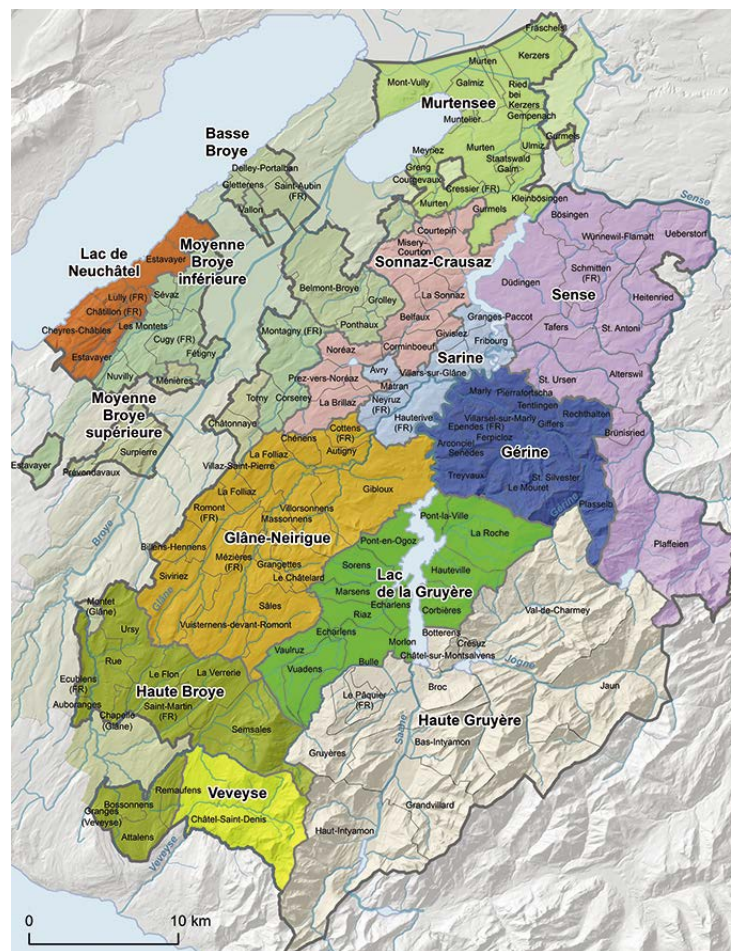 Fräschels
Kerzers
Murten
Mont-Vully
Galmiz
Ried
bei
Kerzers
Murtensee
Gempenach
Muntelier
Gurmels
Ulmiz
Meyriez
Murten
Staatswald
Galm
Greng
Courgevaux
Cressier (FR)
Murten
Gurmels
Kleinbösingen
Basse
Broye
Delley-Portalban
Gletterens
Saint-Aubin
(FR)
Vallon
Sense
Bösingen
Wünnewil-Flamatt
Ueberstorf
Courtepin
Misery-
Courtion
Sonnaz-Crausaz
Moyenne
Broye
inférieure
Lac de
Neuchâtel
Estavayer
Lully (FR)
Sévaz
Châtillon (FR)
Cheyres-Châbles
Les Montets
Estavayer
Cugy (FR)
Fétigny
Nuvilly
Ménières
Belmont-Broye
Grolley
Ponthaux
La Sonnaz
Belfaux
Düdingen
Schmitten
(FR)
Sense
Heitenried
Granges-Paccot
Givisiez
Fribourg
Tafers
St. Antoni
Montagny (FR)
Noréaz
Corminboeuf
Sarine
Avry
Villars-sur-Glâne
Prez-vers-Noréaz
Matran
Neyruz
(FR)
La Brillaz
Hauterive (FR)
St. Ursen
Alterswil
Moyenne
Broye
supérieure
Torny
Corserey
Châtonnaye
Surpierre
Estavayer
Prévondavaux
Marly
Pierrafortscha
Tentlingen
Villarsel-sur-Marly
Rechthalten
Ependes (FR)
Giffers
Ferpicloz
Arconciel
Senèdes
Brünisried
Gérine
Treyvaux
St. Silvester
Le Mouret
Plasselb
Gérine
Plaffeien
Cottens
(FR)
Chénens
Autigny
La Folliaz
Villaz-Saint-Pierre
La Folliaz
Gibloux
Romont
(FR)
Villorsonnens
Massonnens
Glâne-Neirigue
Broye
Billens-Hennens
Mézières
(FR)
Grangettes
Siviriez
Le Châtelard
Glâne
Sâles
Vuisternens-devant-Romont
Pont-la-Ville
Pont-en-Ogoz
La Roche
Sorens
Hauteville
Lac
de la Gruyère
Marsens
Echarlens
Riaz
Corbières
Echarlens
Morlon
Botterens
Vaulruz
Vuadens
Bulle
Val-de-Charmey
Crésuz
Châtel-sur-Montsalvens
Jogne
Montet
(Glâne)
Ursy
Rue
Ecublens
(FR)
Le Flon
La Verrerie
Haute Broye
Auboranges
Saint-Martin
(FR)
Chapelle
(Glâne)
Semsales
Le Pâquier
(FR)
Broc
Haute Gruyère
Jaun
Sarine
Bas-Intyamon
Gruyères
Grandvillard
Haut-Intyamon
Remaufens
Veveyse
Bossonnens
Granges
(Veveyse)
Châtel-Saint-Denis
Attalens
Veveyse
0
10 km